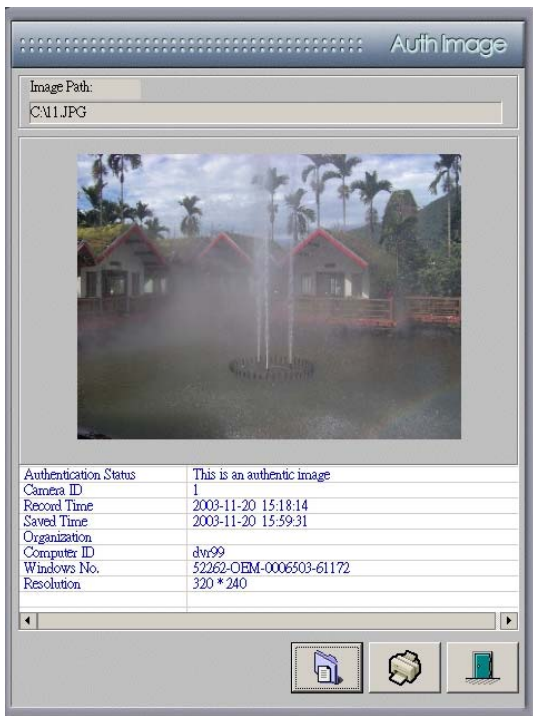 Auth Image
Image Path:
C:\11.JPG
Authentication Status This is an authentic image
Camera ID 1
Record Time 2003-11-20 15:18:14
Saved Time 2003-11-20 15:59:31
Organization
Computer ID dvr99
Windows No. 52262-OEM-0006503-61172
Resolution 320 * 240